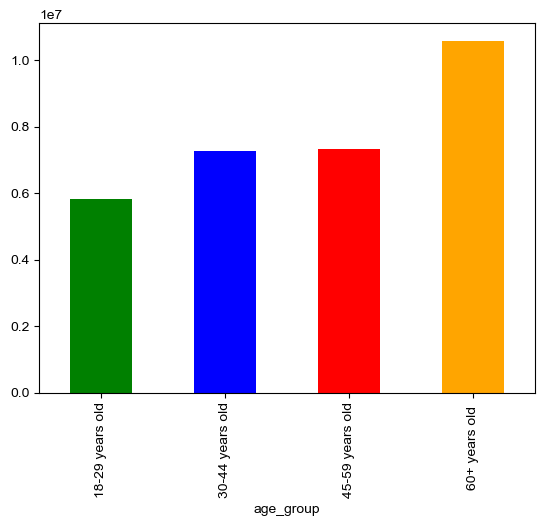 1e7
1.0
0.8
0.6
0.4
0.2
0.0
18-29 years old
30-44 years old
45-59 years old
60+ years old
age_group